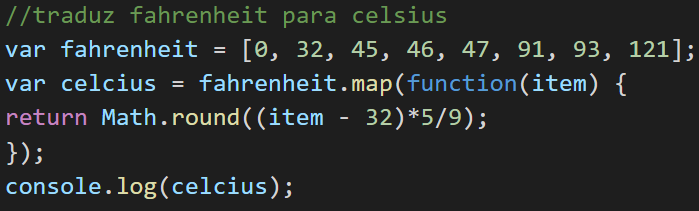 //traduz fahrenheit para celsius
var fahrenheit = [0, 32, 45, 46, 47, 91, 93, 121];
var celcius = fahrenheit.map(function(item) {
return Math.round((item - 32)*5/9);
});
console.log(celcius);